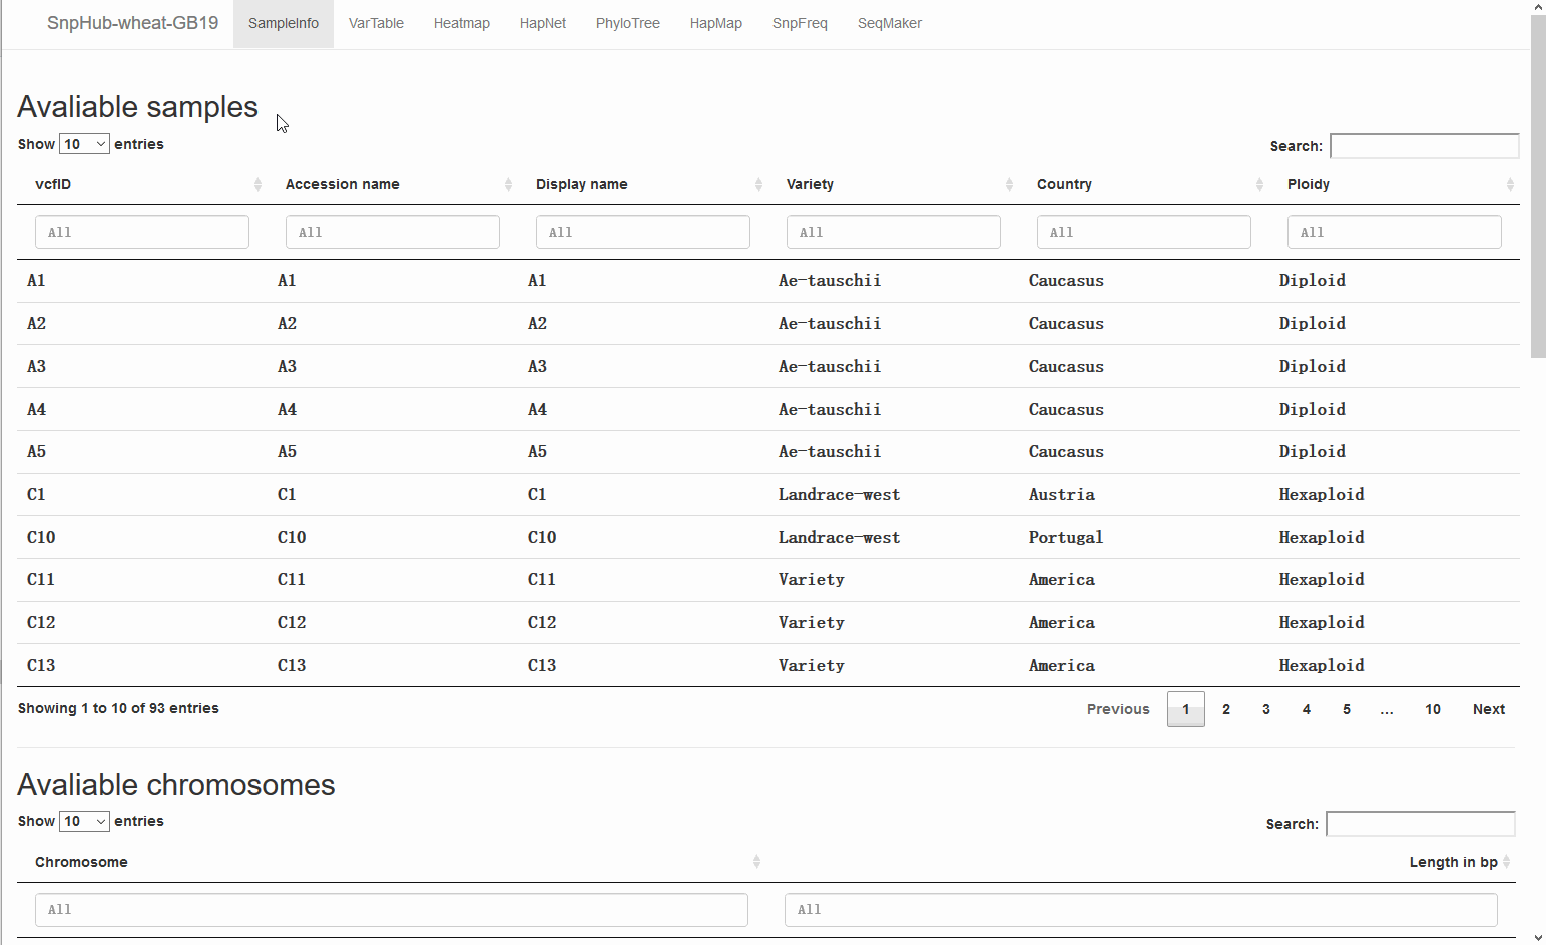 SnpHub-wheat-GB19 SampleInfo VarTable Heatmap HapNet PhyloTree HapMap SnpFreq SeqMaker
Avaliable samples
Show 10 entries Search:
vcfID Accession name Display name Variety Country Ploidy
All All All All All All
A1 A1 A1 Ae-tauschii Caucasus Diploid
A2 A2 A2 Ae-tauschii Caucasus Diploid
A3 A3 A3 Ae-tauschii Caucasus Diploid
A4 A4 A4 Ae-tauschii Caucasus Diploid
A5 A5 A5 Ae-tauschii Caucasus Diploid
C1 C1 C1 Landrace-west Austria Hexaploid
C10 C10 C10 Landrace-west Portugal Hexaploid
C11 C11 C11 Variety America Hexaploid
C12 C12 C12 Variety America Hexaploid
C13 C13 C13 Variety America Hexaploid
Showing 1 to 10 of 93 entries Previous 1 2 3 4 5 ... 10 Next
Avaliable chromosomes
Show 10 entries Search:
Chromosome Length in bp
All All